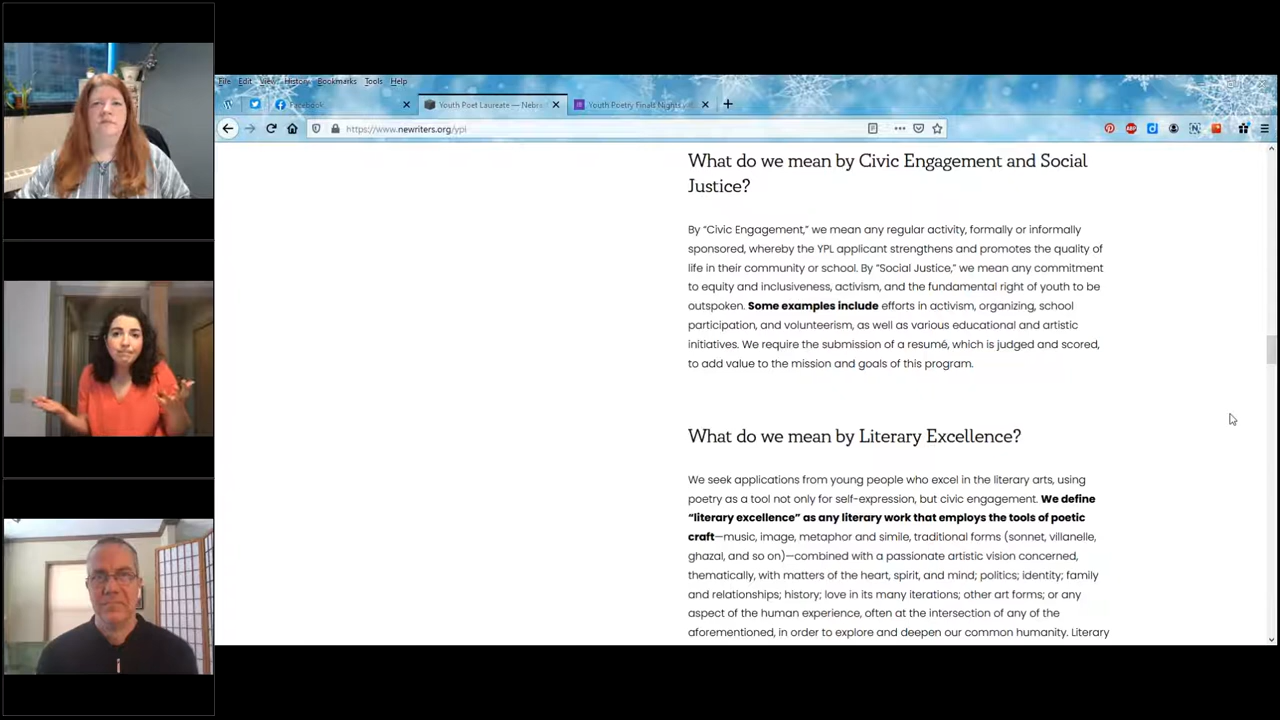 File Edit View History Bookmarks Tools Help
Facebook
Youth Poet Laureate — Nebra
Youth Poetry Finals Nights
https://www.newriters.org/ypl
What do we mean by Civic Engagement and Social
Justice?
By “Civic Engagement,” we mean any regular activity, formally or informally
sponsored, whereby the YPL applicant strengthens and promotes the quality of
life in their community or school. By “Social Justice,” we mean any commitment
to equity and inclusiveness, activism, and the fundamental right of youth to be
outspoken. Some examples include efforts in activism, organizing, school
participation, and volunteerism, as well as various educational and artistic
initiatives. We require the submission of a resumé, which is judged and scored,
to add value to the mission and goals of this program.
What do we mean by Literary Excellence?
We seek applications from young people who excel in the literary arts, using
poetry as a tool not only for self-expression, but civic engagement. We define
“literary excellence” as any literary work that employs the tools of poetic
craft—music, image, metaphor and simile, traditional forms (sonnet, villanelle,
ghazal, and so on)—combined with a passionate artistic vision concerned,
thematically, with matters of the heart, spirit, and mind; politics; identity; family
and relationships; history; love in its many iterations; other art forms; or any
aspect of the human experience, often at the intersection of any of the
aforementioned, in order to explore and deepen our common humanity. Literary